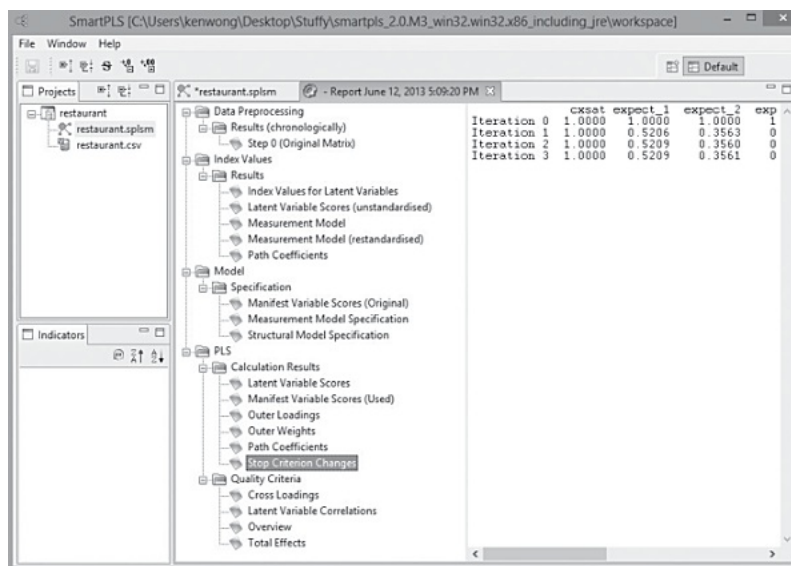 SmartPLS [C:\Users\kenwong\Desktop\Stuffy\smartpls_2.0.M3_win32.win32.x86_including_jre\workspace]
File Window Help
Default
Projects
restaurant
restaurant.splsm
restaurant.csv
Indicators
*restaurant.splsm
- Report June 12, 2013 5:09:20 PM
Data Preprocessing
Results (chronologically)
Step 0 (Original Matrix)
Index Values
Results
Index Values for Latent Variables
Latent Variable Scores (unstandardised)
Measurement Model
Measurement Model (restandardised)
Path Coefficients
Model
Specification
Manifest Variable Scores (Original)
Measurement Model Specification
Structural Model Specification
PLS
Calculation Results
Latent Variable Scores
Manifest Variable Scores (Used)
Outer Loadings
Outer Weights
Path Coefficients
Stop Criterion Changes
Quality Criteria
Cross Loadings
Latent Variable Correlations
Overview
Total Effects
cxsat expect_1 expect_2 exp
Iteration 0 1.0000 1.0000 1.0000 1
Iteration 1 1.0000 0.5206 0.3563 0
Iteration 2 1.0000 0.5209 0.3560 0
Iteration 3 1.0000 0.5209 0.3561 0